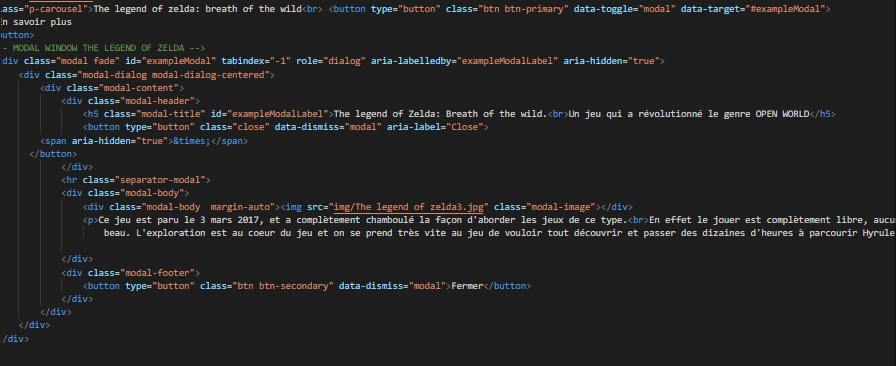 lass="p-carousel">The legend of zelda: breath of the wild<br> <button type="button" class="btn btn-primary" data-toggle="modal" data-target="#exampleModal">
En savoir plus
utton>
-- MODAL WINDOW THE LEGEND OF ZELDA -->
div class="modal fade" id="exampleModal" tabindex="-1" role="dialog" aria-labelledby="exampleModalLabel" aria-hidden="true">
<div class="modal-dialog modal-dialog-centered">
<div class="modal-content">
<div class="modal-header">
<h5 class="modal-title" id="exampleModalLabel">The legend of Zelda: Breath of the wild.<br>Un jeu qui a révolutionné le genre OPEN WORLD</h5>
<button type="button" class="close" data-dismiss="modal" aria-label="Close">
<span aria-hidden="true">&times;</span>
</button>
</div>
<hr class="separator-modal">
<div class="modal-body">
<div class="modal-body  margin-auto"><img src="img/The legend of zelda3.jpg" class="modal-image"></div>
<p>Ce jeu est paru le 3 mars 2017, et a complètement chamboulé la façon d'aborder les jeux de ce type.<br>En effet le jouer est complètement libre, aucu
beau. L'exploration est au coeur du jeu et on se prend très vite au jeu de vouloir tout découvrir et passer des dizaines d'heures à parcourir Hyrule
</div>
<div class="modal-footer">
<button type="button" class="btn btn-secondary" data-dismiss="modal">Fermer</button>
</div>
</div>
</div>
/div>